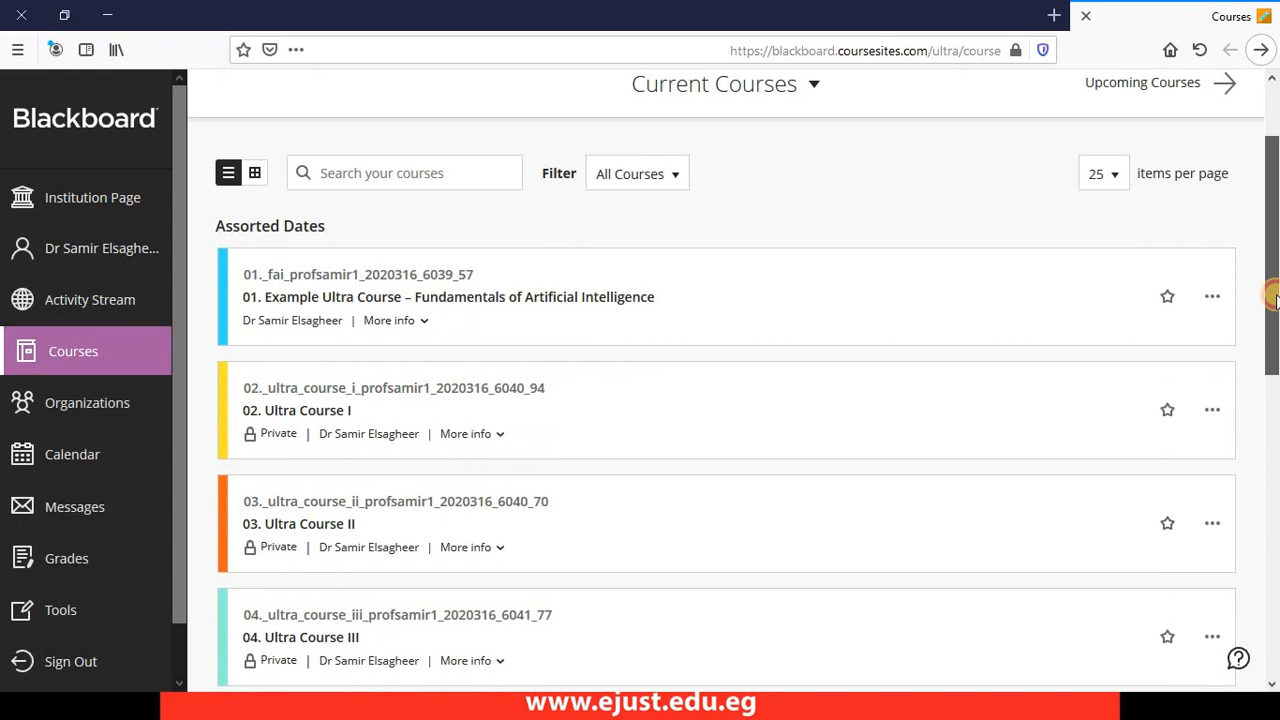 Courses
https://blackboard.coursesites.com/ultra/course
Blackboard
Institution Page
Dr Samir Elsaghe...
Activity Stream
Courses
Organizations
Calendar
Messages
Grades
Tools
Sign Out
Current Courses
Upcoming Courses
Search your courses
Filter
All Courses
25
items per page
Assorted Dates
01._fai_profsamir1_2020316_6039_57
01. Example Ultra Course – Fundamentals of Artificial Intelligence
Dr Samir Elsagheer | More info
02._ultra_course_i_profsamir1_2020316_6040_94
02. Ultra Course I
Private | Dr Samir Elsagheer | More info
03._ultra_course_ii_profsamir1_2020316_6040_70
03. Ultra Course II
Private | Dr Samir Elsagheer | More info
04._ultra_course_iii_profsamir1_2020316_6041_77
04. Ultra Course III
Private | Dr Samir Elsagheer | More info
www.ejust.edu.eg